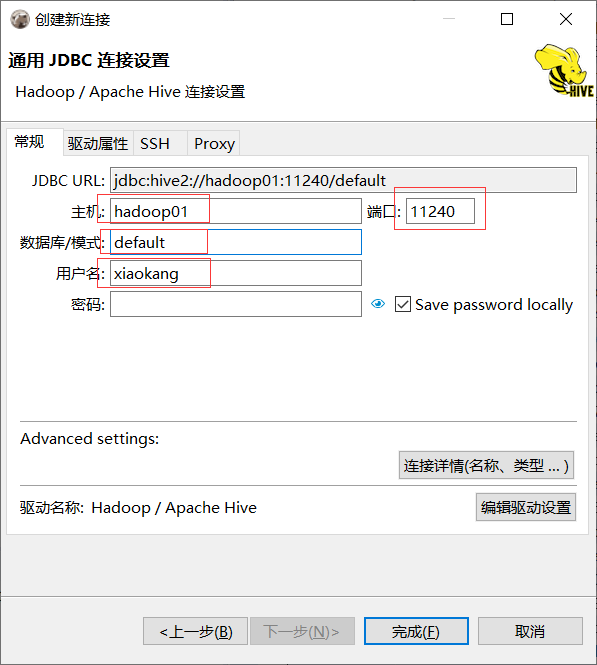 创建新连接
通用 JDBC 连接设置
Hadoop / Apache Hive 连接设置
HIVE
常规 驱动属性 SSH Proxy
JDBC URL: jdbc:hive2://hadoop01:11240/default
主机: hadoop01 端口: 11240
数据库/模式: default
用户名: xiaokang
密码: Save password locally
Advanced settings:
连接详情(名称、类型 ... )
驱动名称: Hadoop / Apache Hive 编辑驱动设置
<上一步(B) 下一步(N)> 完成(F) 取消